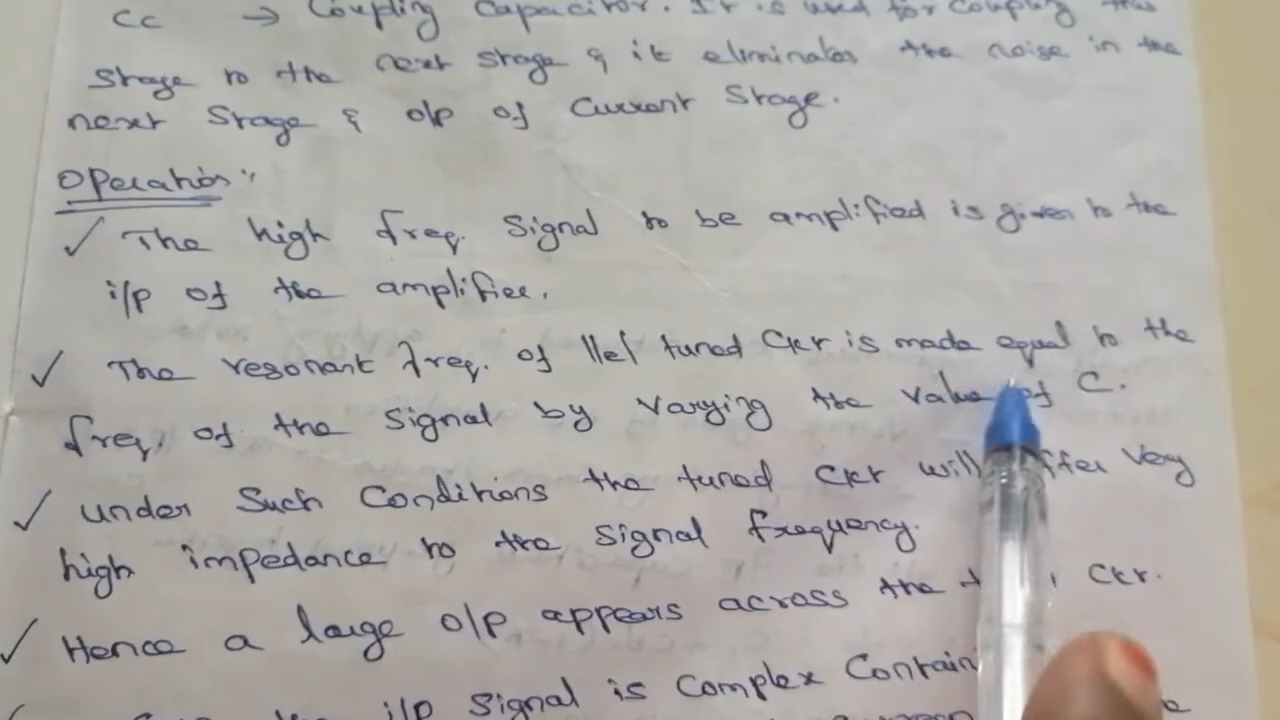 CC → Coupling Capacitor. It is used for coupling this
stage to the next stage & it eliminates the noise in the
next stage & o/p of current stage.
Operation:-
✓ The high freq. signal to be amplified is given to the
i/p of the amplifier.
✓ The resonant freq. of ||el tuned ckt is made equal to the
freq. of the signal by varying the value of C.
✓ under such conditions the tuned ckt will offer very
high impedance to the signal frequency.
✓ Hence a large o/p appears across the ckt.
i/p signal is complex